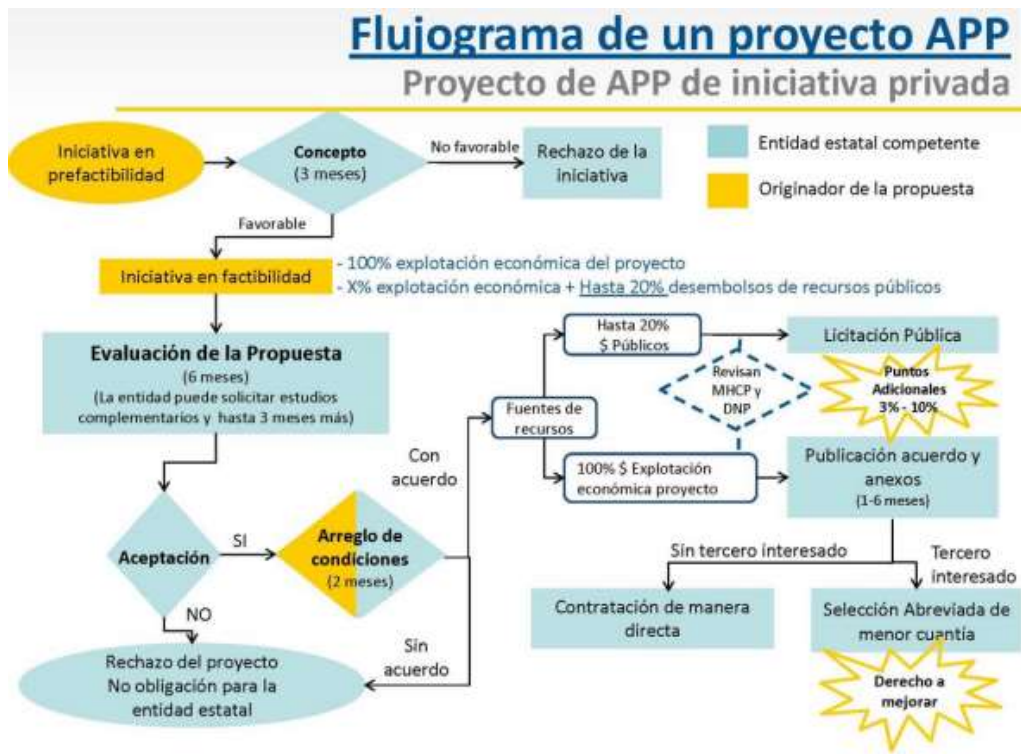 Flujograma de un proyecto APP
Proyecto de APP de iniciativa privada
Iniciativa en
prefactibilidad
Concepto
(3 meses)
No favorable
Rechazo de la
iniciativa
Entidad estatal competente
Originador de la propuesta
Favorable
Iniciativa en factibilidad
- 100% explotación económica del proyecto
- X% explotación económica + Hasta 20% desembolsos de recursos públicos
Evaluación de la Propuesta
(6 meses)
(La entidad puede solicitar estudios
complementarios y hasta 3 meses más)
Hasta 20%
$ Públicos
Licitación Pública
Revisan
MHCP y
DNP
Puntos
Adicionales
3% - 10%
Fuentes de
recursos
100% $ Explotación
económica proyecto
Publicación acuerdo y
anexos
(1-6 meses)
Con
acuerdo
Aceptación
SI
Arreglo de
condiciones
(2 meses)
Sin tercero interesado
Tercero
interesado
NO
Sin
acuerdo
Rechazo del proyecto
No obligación para la
entidad estatal
Contratación de manera
directa
Selección Abreviada de
menor cuantía
Derecho a
mejorar